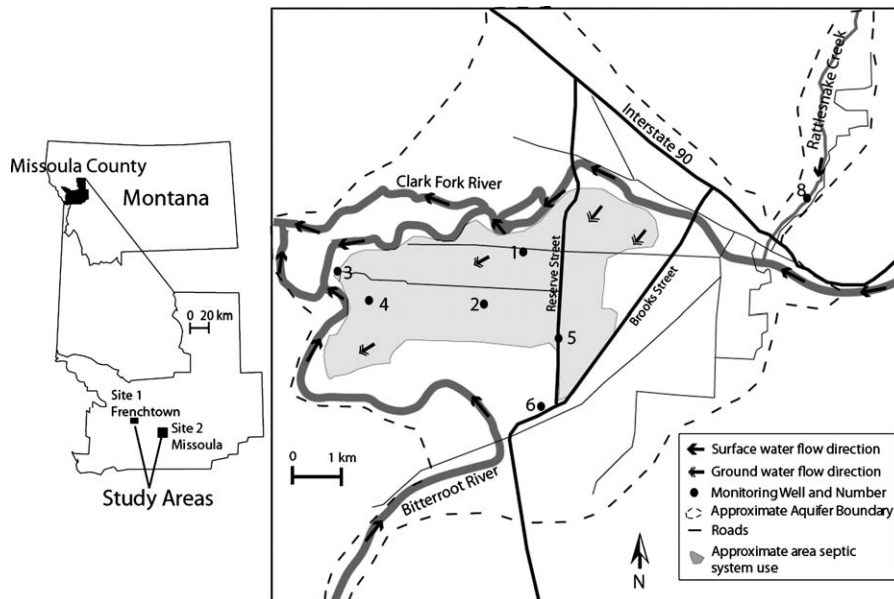 Missoula County
Montana
0 20 km
Site 1
Frenchtown
Site 2
Missoula
Study Areas
Interstate 90
Rattlesnake Creek
8
Clark Fork River
1
Reserve Street
Brooks Street
3
4
2
5
6
0 1 km
Bitterroot River
N
Surface water flow direction
Ground water flow direction
Monitoring Well and Number
Approximate Aquifer Boundary
Roads
Approximate area septic
system use